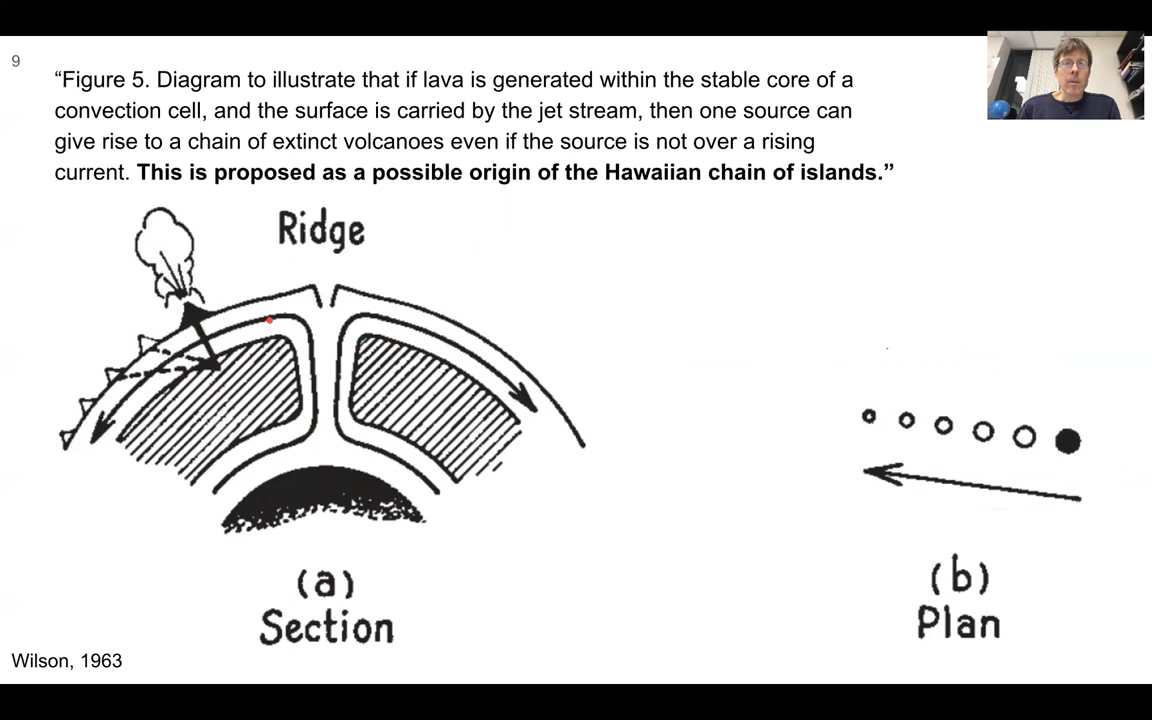 9
“Figure 5. Diagram to illustrate that if lava is generated within the stable core of a
convection cell, and the surface is carried by the jet stream, then one source can
give rise to a chain of extinct volcanoes even if the source is not over a rising
current. This is proposed as a possible origin of the Hawaiian chain of islands.”
Ridge
(a)
Section
(b)
Plan
Wilson, 1963